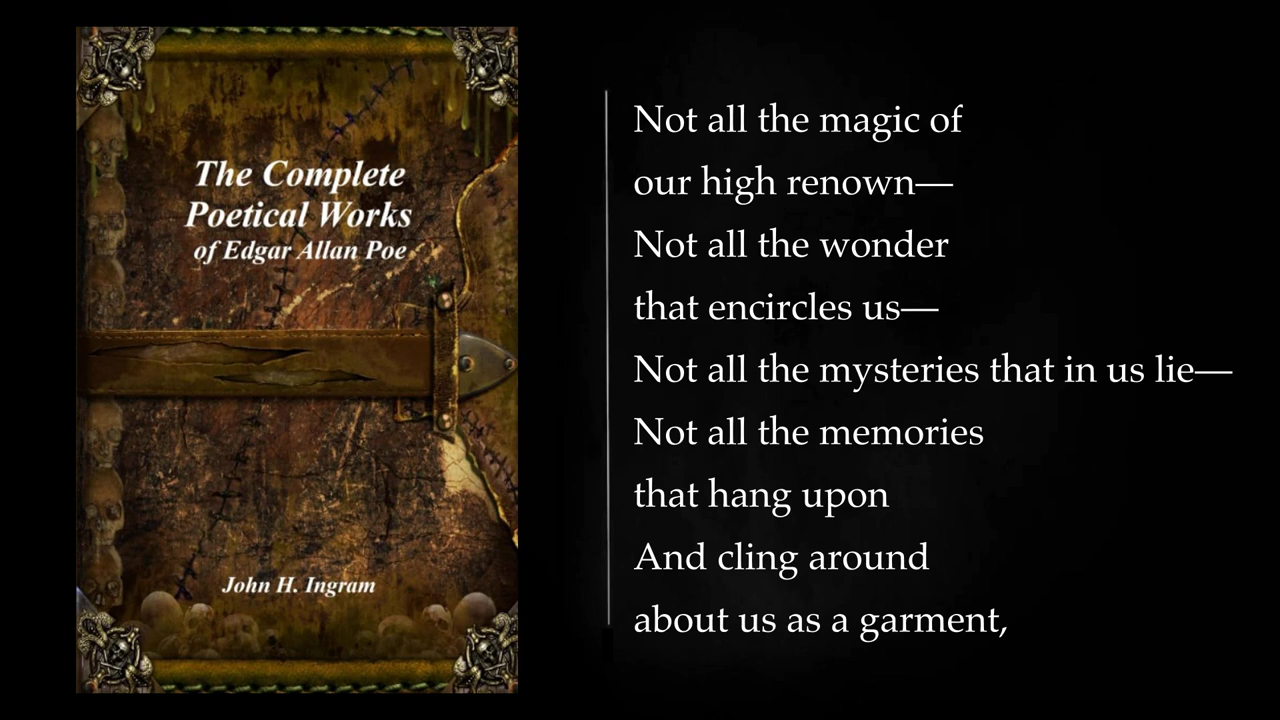 The Complete
Poetical Works
of Edgar Allan Poe
John H. Ingram
Not all the magic of
our high renown—
Not all the wonder
that encircles us—
Not all the mysteries that in us lie—
Not all the memories
that hang upon
And cling around
about us as a garment,